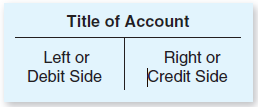 Title of Account
Left or
Debit Side
Right or
Credit Side